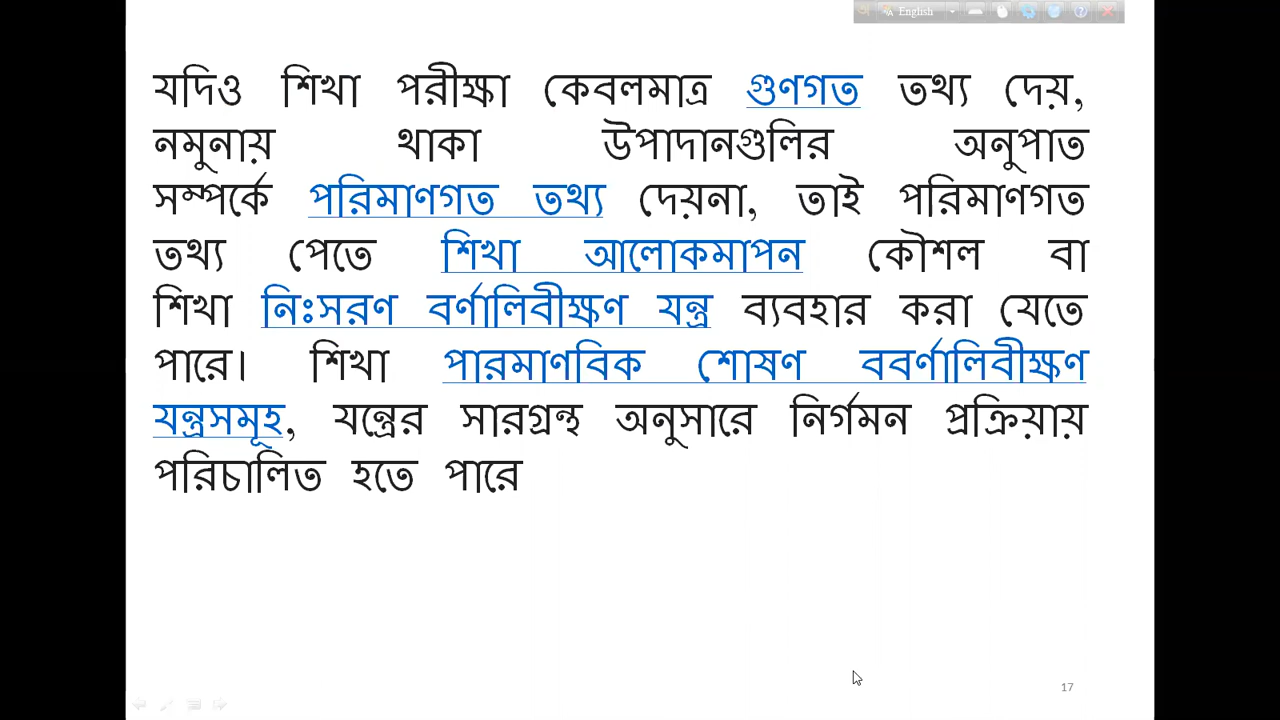 English
যদিও শিখা পরীক্ষা কেবলমাত্র গুণগত তথ্য দেয়,
নমুনায় থাকা উপাদানগুলির অনুপাত
সম্পর্কে পরিমাণগত তথ্য দেয়না, তাই পরিমাণগত
তথ্য পেতে শিখা আলোকমাপন কৌশল বা
শিখা নিঃসরণ বর্ণালিবীক্ষণ যন্ত্র ব্যবহার করা যেতে
পারে। শিখা পারমাণবিক শোষণ ববর্ণালিবীক্ষণ
যন্ত্রসমূহ, যন্ত্রের সারগ্রন্থ অনুসারে নির্গমন প্রক্রিয়ায়
পরিচালিত হতে পারে
17